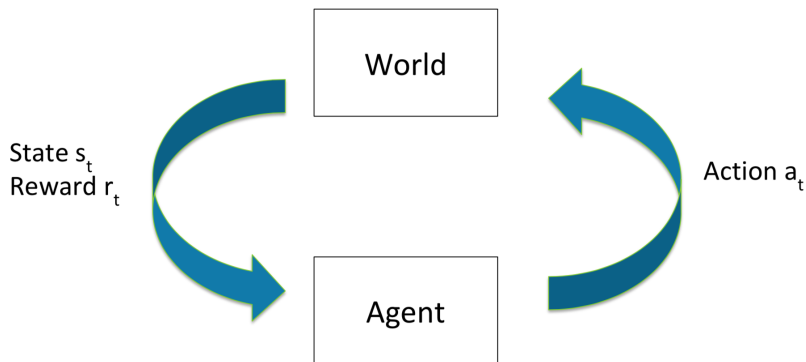 World
State sₜ
Reward rₜ
Action aₜ
Agent